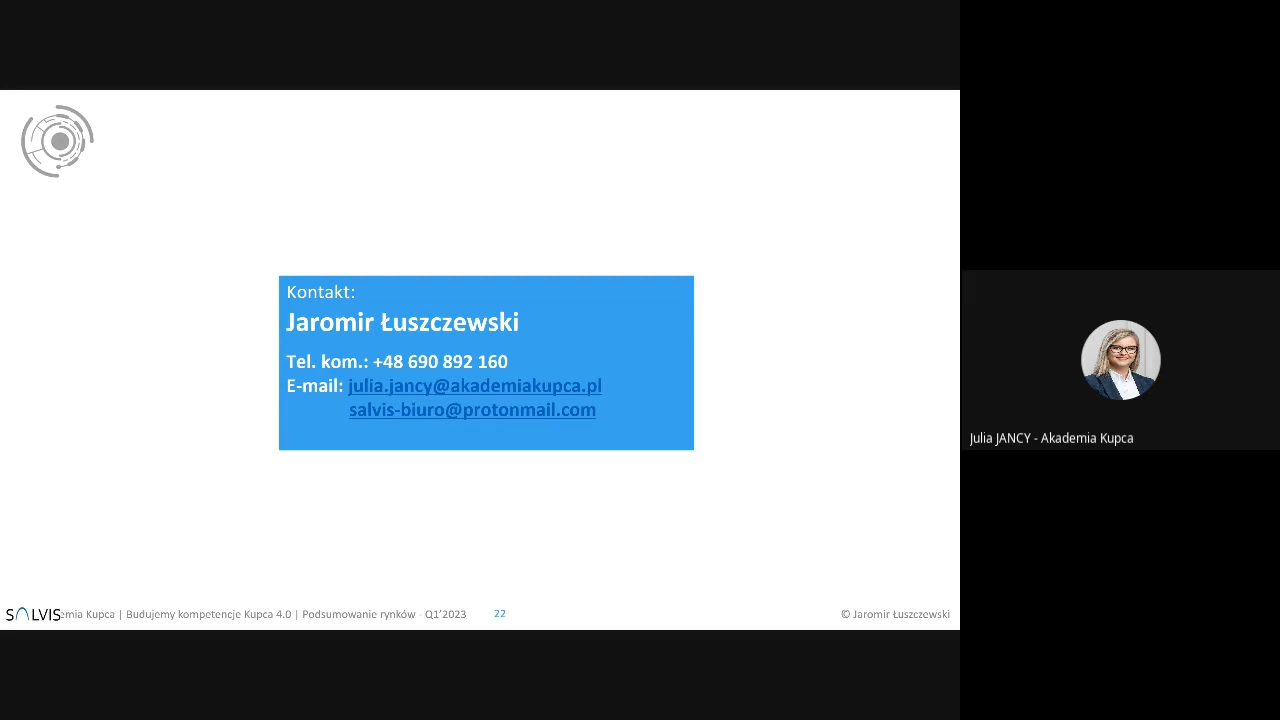 Kontakt:
Jaromir Łuszczewski
Tel. kom.: +48 690 892 160
E-mail: julia.jancy@akademiakupca.pl
salvis-biuro@protonmail.com
Julia JANCY - Akademia Kupca
SALVIS
emia Kupca | Budujemy kompetencje Kupca 4.0 | Podsumowanie rynków - Q1'2023
22
© Jaromir Łuszczewski